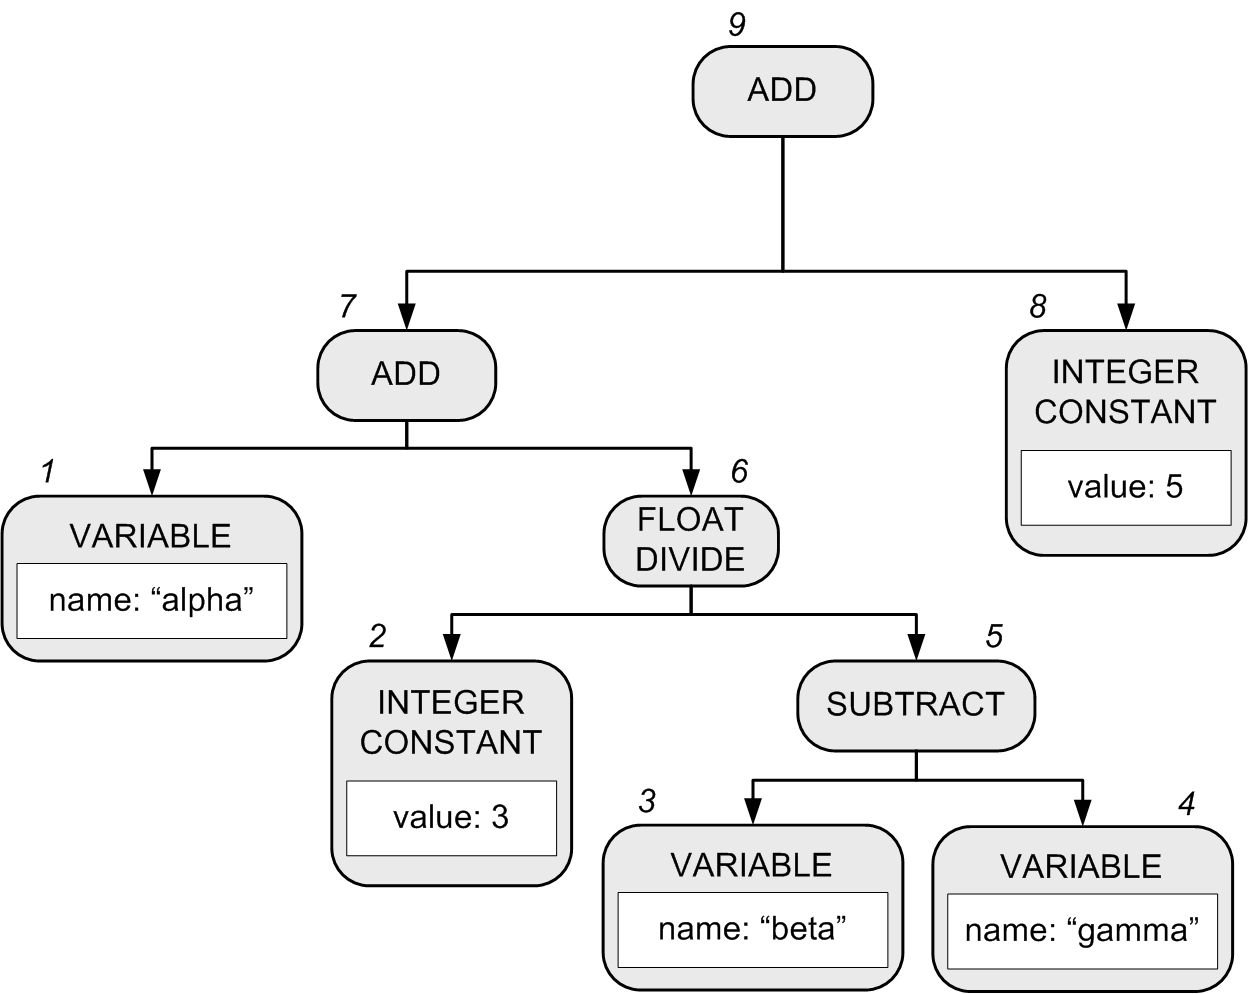 9
ADD
7
8
ADD
INTEGER
CONSTANT
value: 5
1
6
VARIABLE
name: “alpha”
FLOAT
DIVIDE
2
5
INTEGER
CONSTANT
value: 3
SUBTRACT
3
4
VARIABLE
name: “beta”
VARIABLE
name: “gamma”